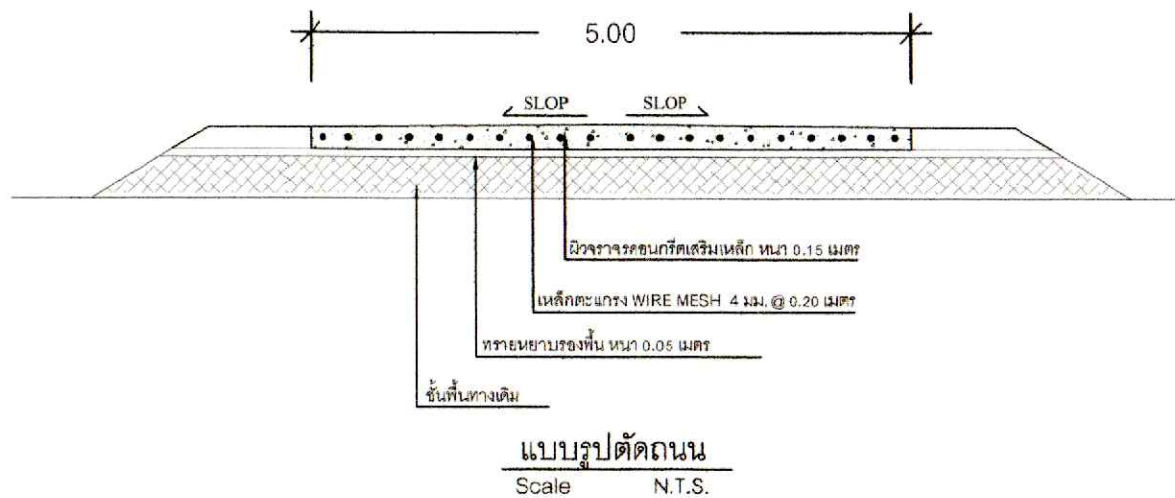 5.00
SLOP SLOP
ผิวจราจรคอนกรีตเสริมเหล็ก หนา 0.15 เมตร
เหล็กตะแกรง WIRE MESH 4 มม. @ 0.20 เมตร
ทรายหยาบรองพื้น หนา 0.05 เมตร
ชั้นพื้นทางเดิม
แบบรูปตัดถนน
Scale N.T.S.